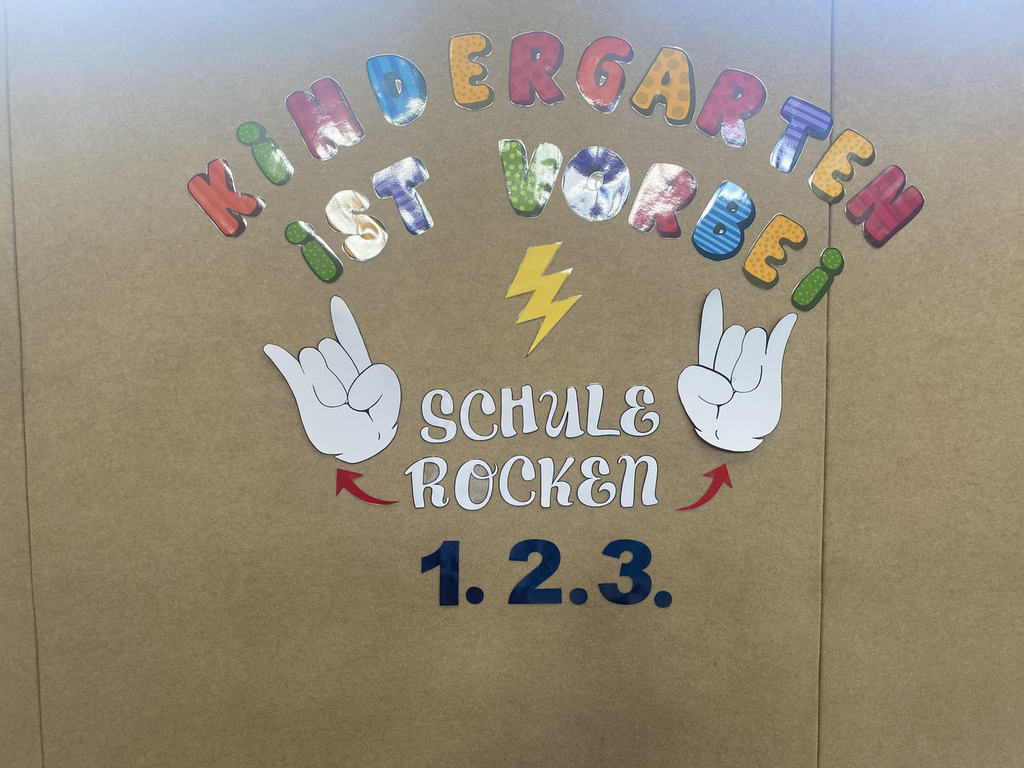 KiNDERGARTEN
iST VORBEi
SCHULE
ROCKEN
1. 2. 3.